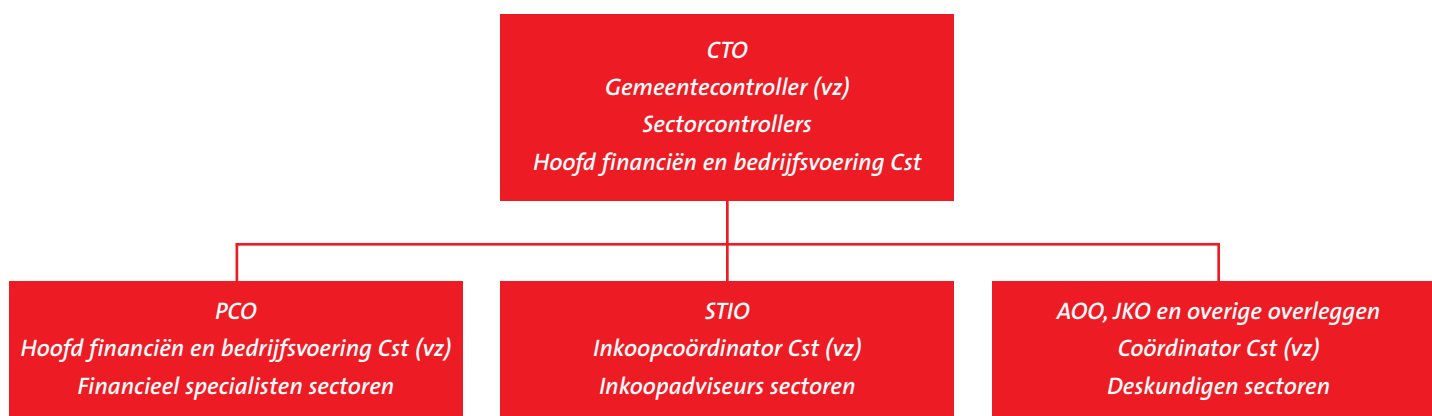 CTO
Gemeentecontroller (vz)
Sectorcontrollers
Hoofd financiën en bedrijfsvoering Cst
PCO
Hoofd financiën en bedrijfsvoering Cst (vz)
Financieel specialisten sectoren
STIO
Inkoopcoördinator Cst (vz)
Inkoopadviseurs sectoren
AOO, JKO en overige overleggen
Coördinator Cst (vz)
Deskundigen sectoren